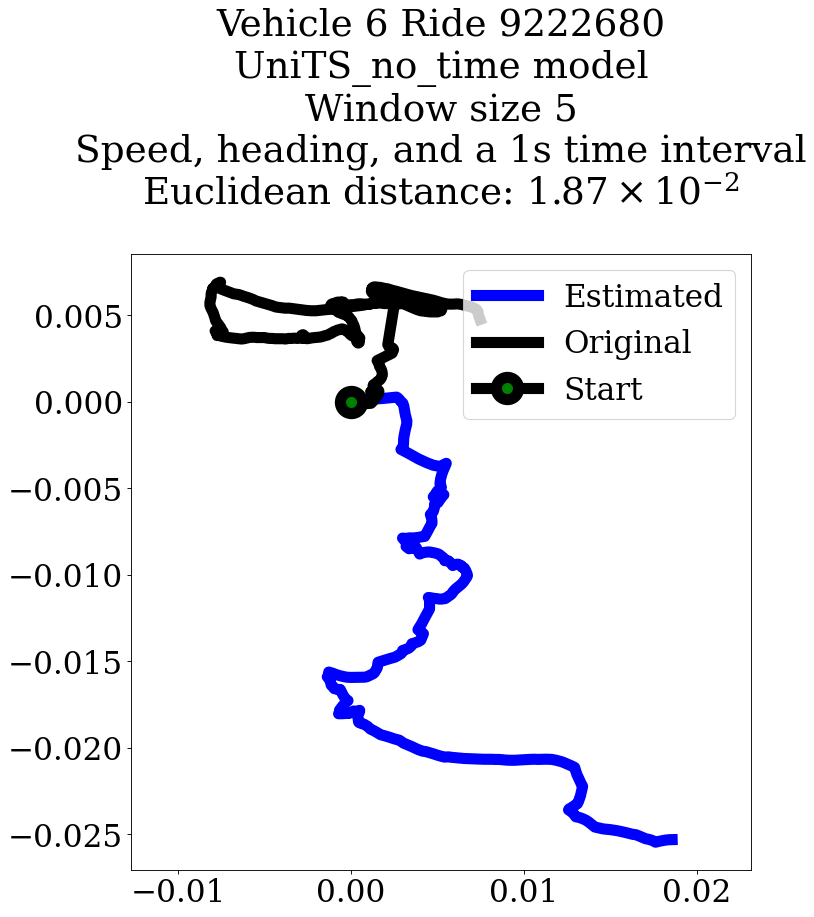 Vehicle 6 Ride 9222680
UniTS_no_time model
Window size 5
Speed, heading, and a 1s time interval
Euclidean distance: 1.87 × 10⁻²
Estimated
Original
Start
0.005
0.000
−0.005
−0.010
−0.015
−0.020
−0.025
−0.01 0.00 0.01 0.02